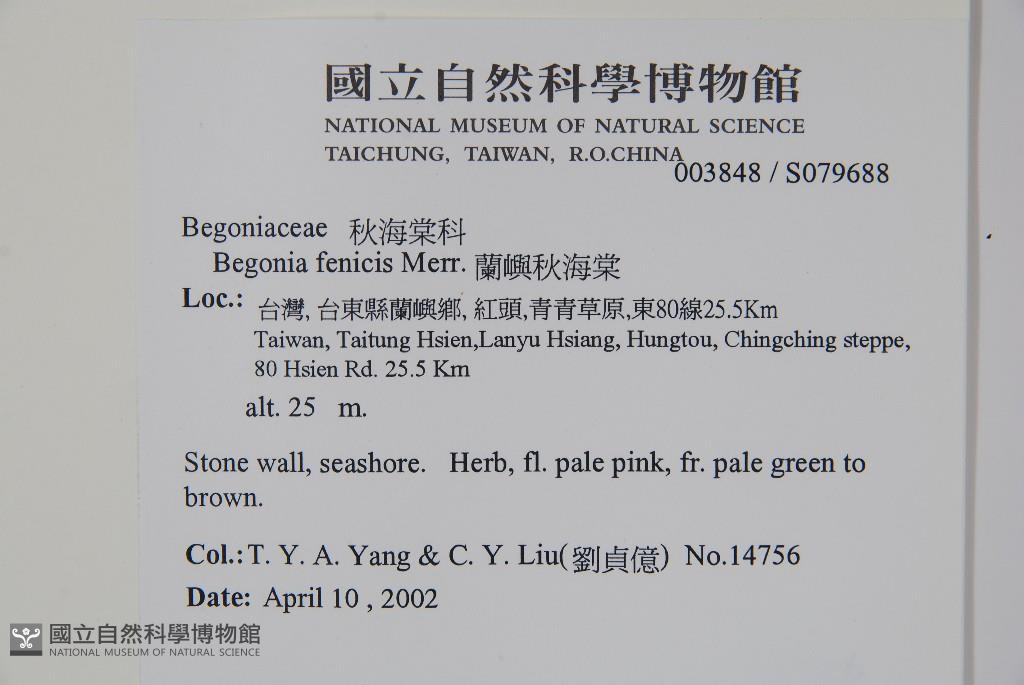 國立自然科學博物館
NATIONAL MUSEUM OF NATURAL SCIENCE
TAICHUNG, TAIWAN, R.O.CHINA
003848 / S079688
Begoniaceae 秋海棠科
Begonia fenicis Merr. 蘭嶼秋海棠
Loc.: 台灣, 台東縣蘭嶼鄉, 紅頭,青青草原,東80線25.5Km
Taiwan, Taitung Hsien,Lanyu Hsiang, Hungtou, Chingching steppe,
80 Hsien Rd. 25.5 Km
alt. 25 m.
Stone wall, seashore. Herb, fl. pale pink, fr. pale green to
brown.
Col.: T. Y. A. Yang & C. Y. Liu(劉貞億) No.14756
Date: April 10 , 2002
國立自然科學博物館
NATIONAL MUSEUM OF NATURAL SCIENCE